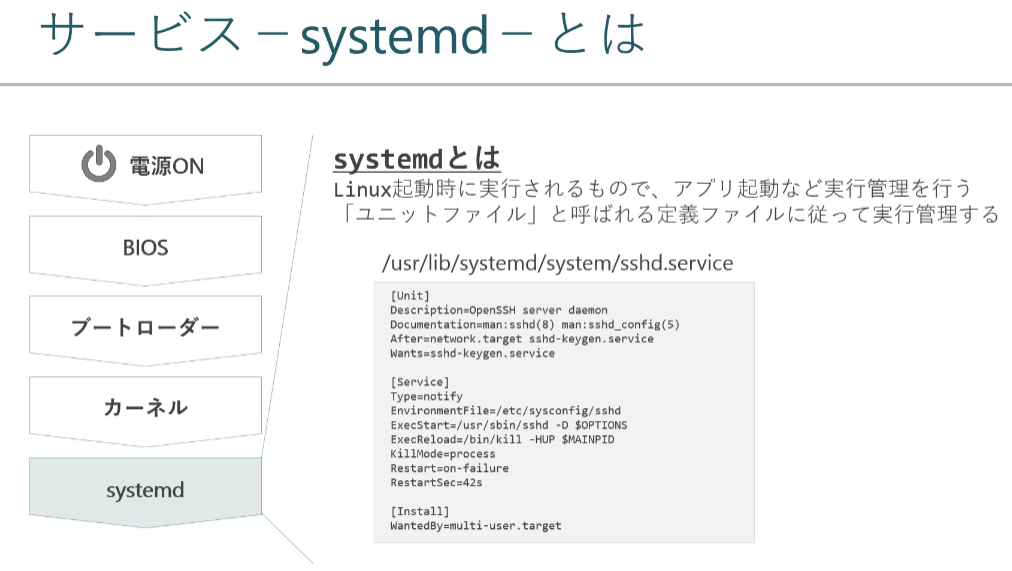 サービス－systemd－とは
電源ON
BIOS
ブートローダー
カーネル
systemd
systemdとは
Linux起動時に実行されるもので、アプリ起動など実行管理を行う
「ユニットファイル」と呼ばれる定義ファイルに従って実行管理する
/usr/lib/systemd/system/sshd.service
[Unit]
Description=OpenSSH server daemon
Documentation=man:sshd(8) man:sshd_config(5)
After=network.target sshd-keygen.service
Wants=sshd-keygen.service
[Service]
Type=notify
EnvironmentFile=/etc/sysconfig/sshd
ExecStart=/usr/sbin/sshd -D $OPTIONS
ExecReload=/bin/kill -HUP $MAINPID
KillMode=process
Restart=on-failure
RestartSec=42s
[Install]
WantedBy=multi-user.target